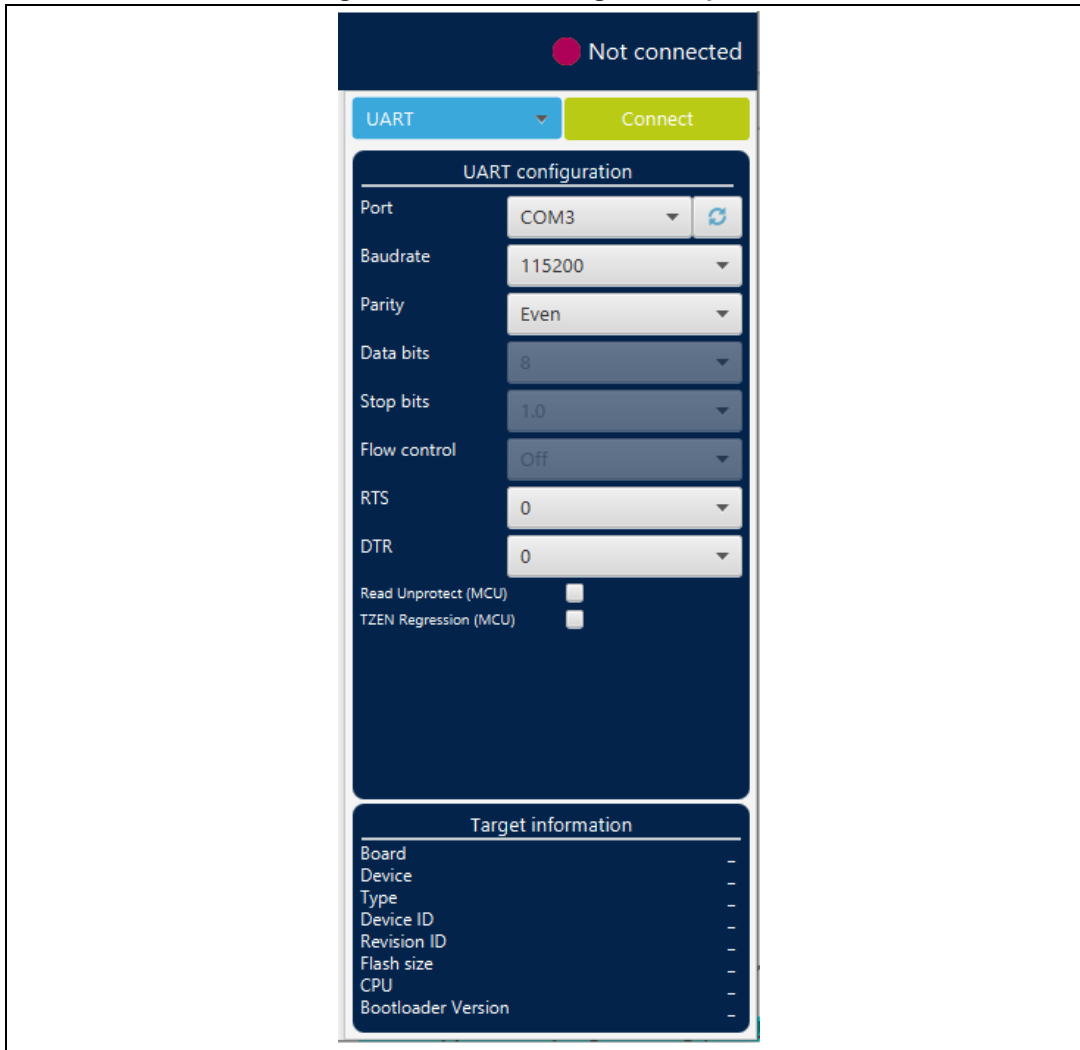 Not connected
UART Connect
UART configuration
Port COM3
Baudrate 115200
Parity Even
Data bits 8
Stop bits 1.0
Flow control Off
RTS 0
DTR 0
Read Unprotect (MCU)
TZEN Regression (MCU)
Target information
Board –
Device –
Type –
Device ID –
Revision ID –
Flash size –
CPU –
Bootloader Version –